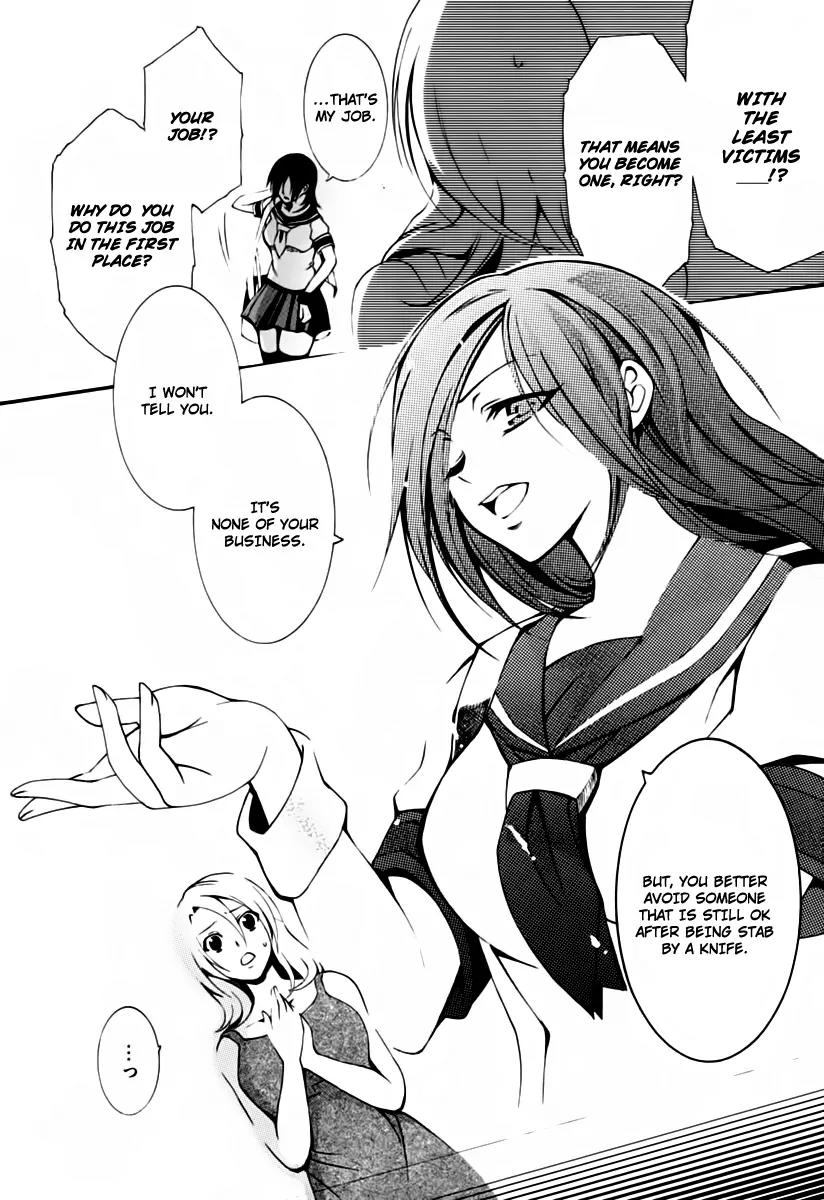 WITH
THE
LEAST
VICTIMS
___!?
THAT MEANS
YOU BECOME
ONE, RIGHT?
...THAT'S
MY JOB.
YOUR
JOB!?
WHY DO YOU
DO THIS JOB
IN THE FIRST
PLACE?
I WON'T
TELL YOU.
IT'S
NONE OF YOUR
BUSINESS.
BUT, YOU BETTER
AVOID SOMEONE
THAT IS STILL OK
AFTER BEING STAB
BY A KNIFE.
…っ